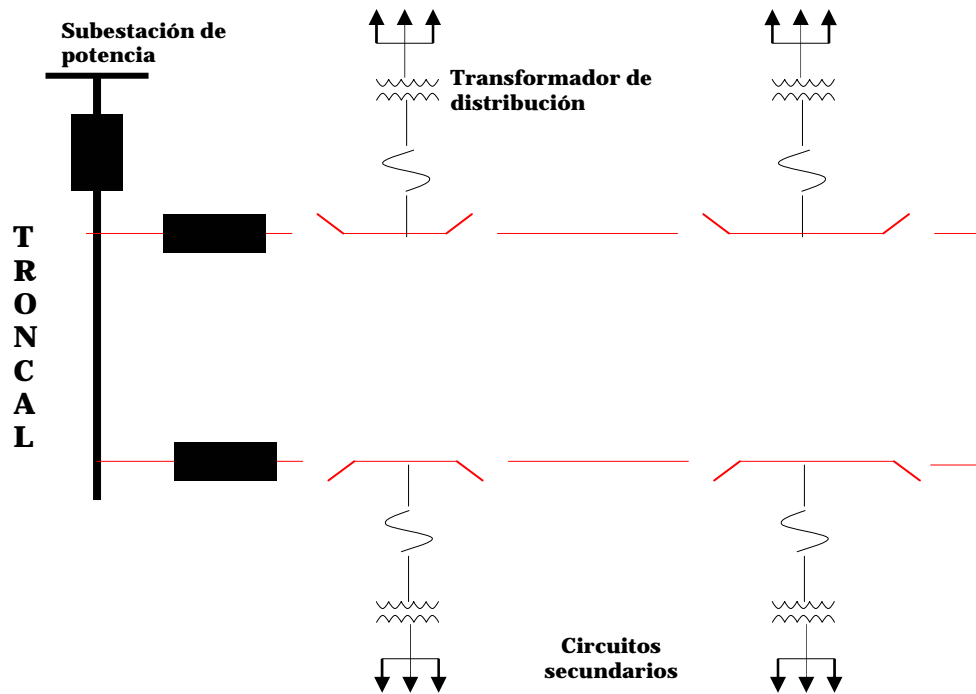 Subestación de
potencia
Transformador de
distribución
T
R
O
N
C
A
L
Circuitos
secundarios